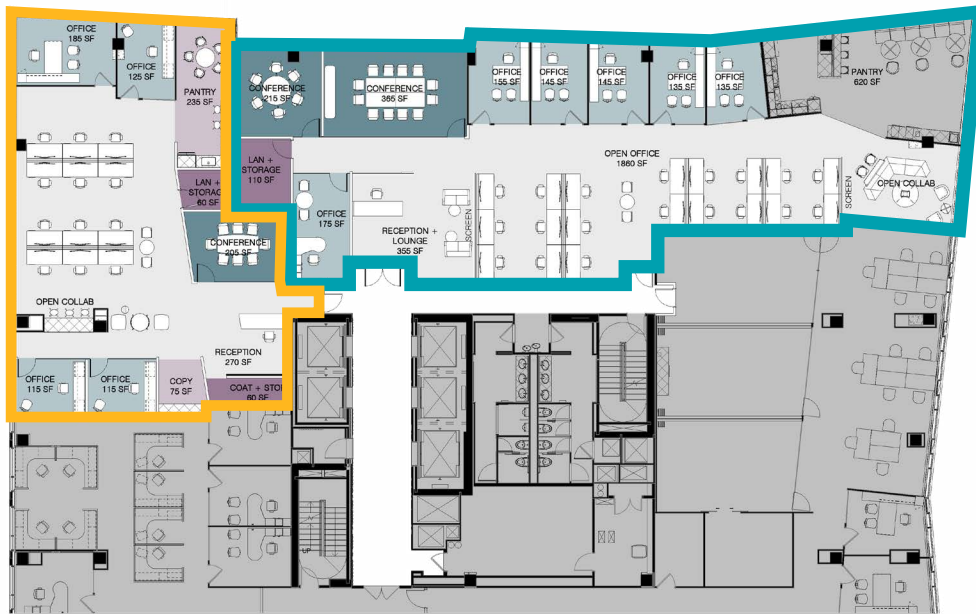 OFFICE
185 SF
OFFICE
125 SF
PANTRY
235 SF
LAN +
STORAGE
60 SF
CONFERENCE
205 SF
OPEN COLLAB
RECEPTION
270 SF
OFFICE
115 SF
OFFICE
115 SF
COPY
75 SF
COAT + STO
60 SF
CONFERENCE
215 SF
CONFERENCE
365 SF
OFFICE
155 SF
OFFICE
145 SF
OFFICE
145 SF
OFFICE
135 SF
OFFICE
135 SF
PANTRY
620 SF
LAN +
STORAGE
110 SF
OFFICE
175 SF
RECEPTION +
LOUNGE
355 SF
SCREEN
OPEN OFFICE
1860 SF
SCREEN
OPEN COLLAB
UP